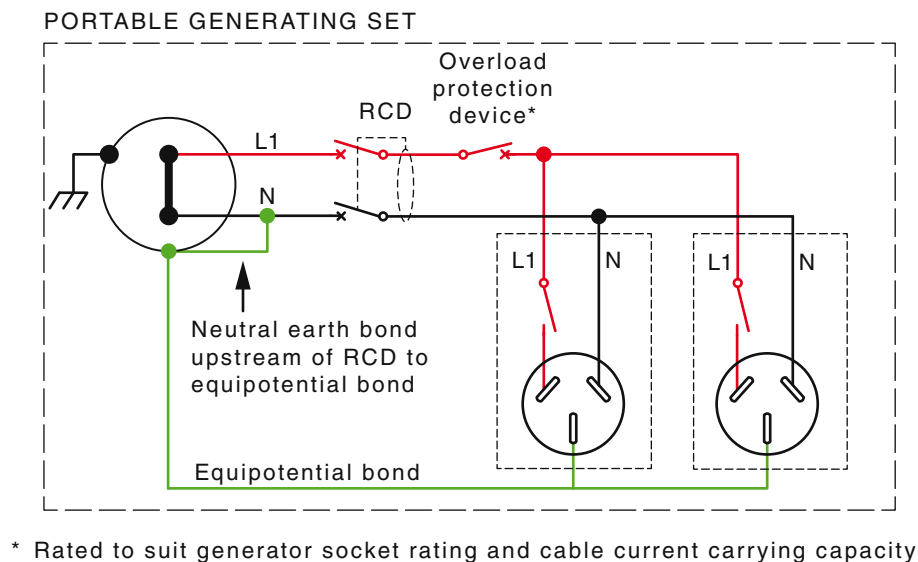 PORTABLE GENERATING SET
Overload
protection
device*
RCD
L1
N
L1
N
L1
N
Neutral earth bond
upstream of RCD to
equipotential bond
Equipotential bond
* Rated to suit generator socket rating and cable current carrying capacity